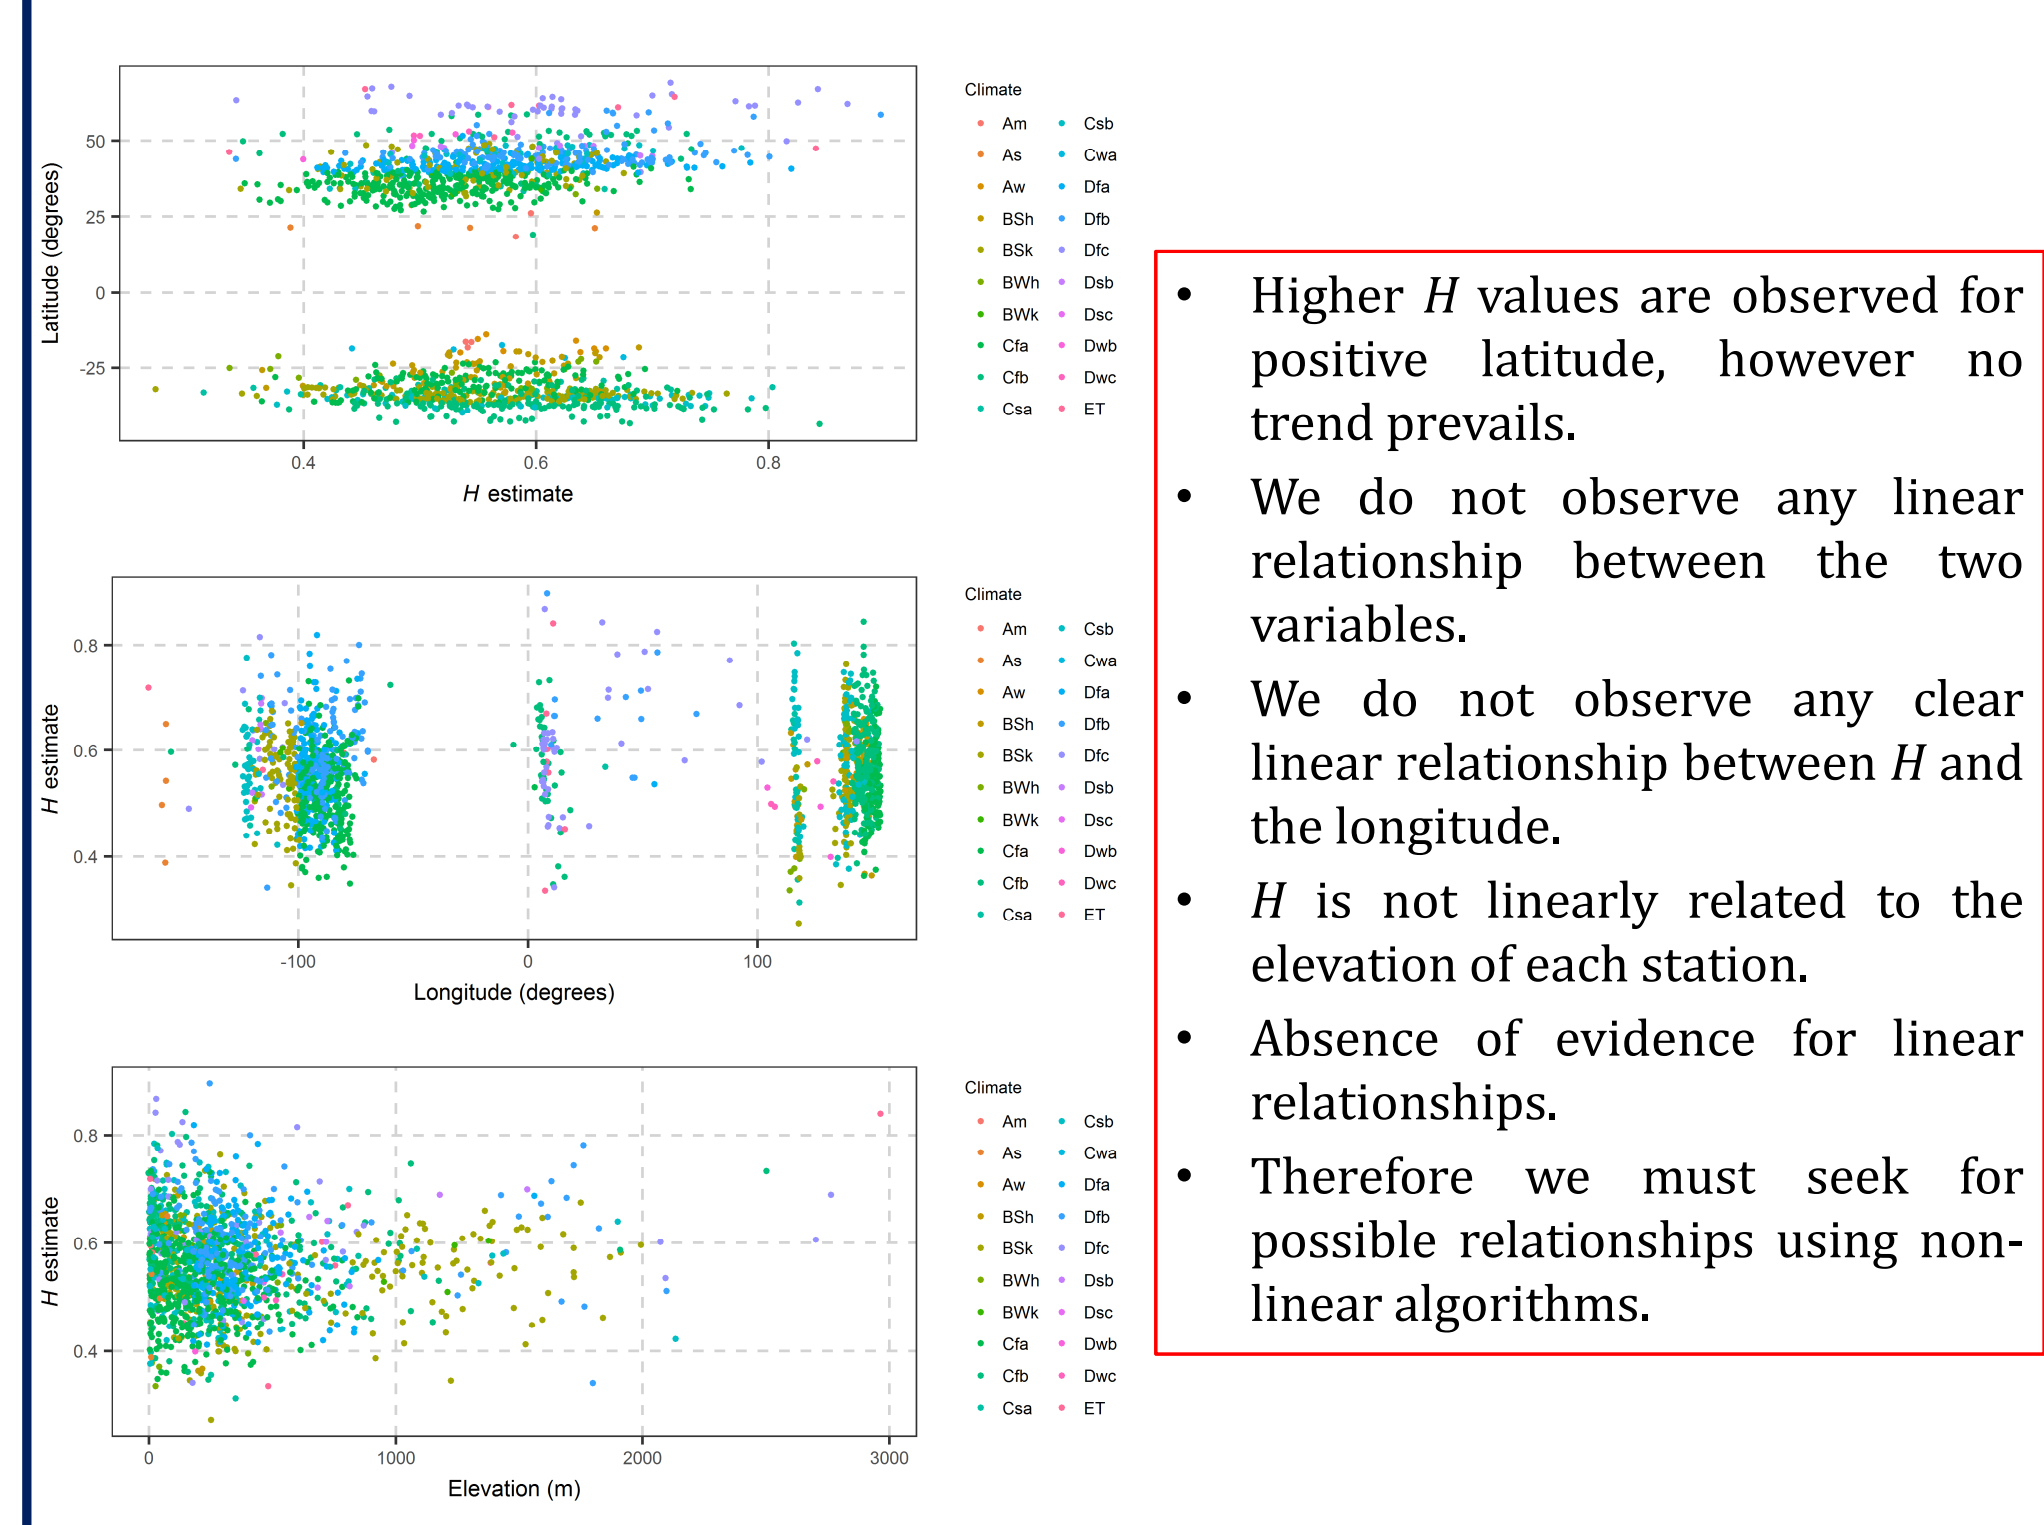 50
25
0
-25
Latitude (degrees)
0.4 0.6 0.8
H estimate
Climate
Am Csb
As Cwa
Aw Dfa
BSh Dfb
BSk Dfc
BWh Dsb
BWk Dsc
Cfa Dwb
Cfb Dwc
Csa ET
0.8
0.6
0.4
H estimate
-100 0 100
Longitude (degrees)
Climate
Am Csb
As Cwa
Aw Dfa
BSh Dfb
BSk Dfc
BWh Dsb
BWk Dsc
Cfa Dwb
Cfb Dwc
Csa ET
0.8
0.6
0.4
H estimate
0 1000 2000 3000
Elevation (m)
Climate
Am Csb
As Cwa
Aw Dfa
BSh Dfb
BSk Dfc
BWh Dsb
BWk Dsc
Cfa Dwb
Cfb Dwc
Csa ET
• Higher H values are observed for
positive latitude, however no
trend prevails.
• We do not observe any linear
relationship between the two
variables.
• We do not observe any clear
linear relationship between H and
the longitude.
• H is not linearly related to the
elevation of each station.
• Absence of evidence for linear
relationships.
• Therefore we must seek for
possible relationships using non-
linear algorithms.